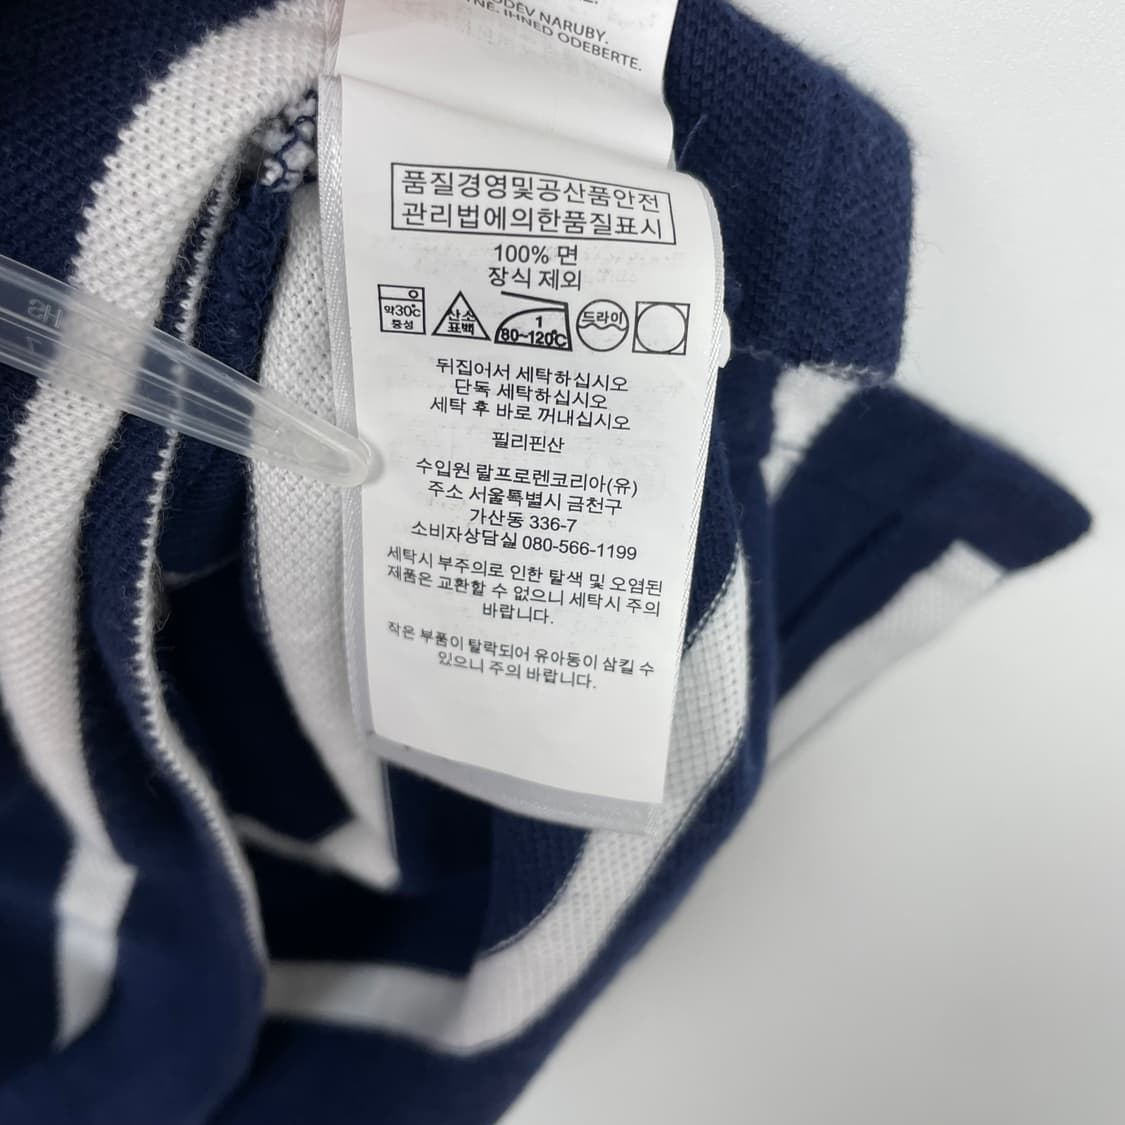 ODĚV NARUBY.
IHNED ODEBERTE.
품질경영및공산품안전
관리법에의한품질표시
100% 면
장식 제외
약30℃
중성
산소
표백
1
80~120℃
드라이
뒤집어서 세탁하십시오
단독 세탁하십시오
세탁 후 바로 꺼내십시오
필리핀산
수입원 랄프로렌코리아(유)
주소 서울특별시 금천구
가산동 336-7
소비자상담실 080-566-1199
세탁시 부주의로 인한 탈색 및 오염된
제품은 교환할 수 없으니 세탁시 주의
바랍니다.
작은 부품이 탈락되어 유아동이 삼킬 수
있으니 주의 바랍니다.